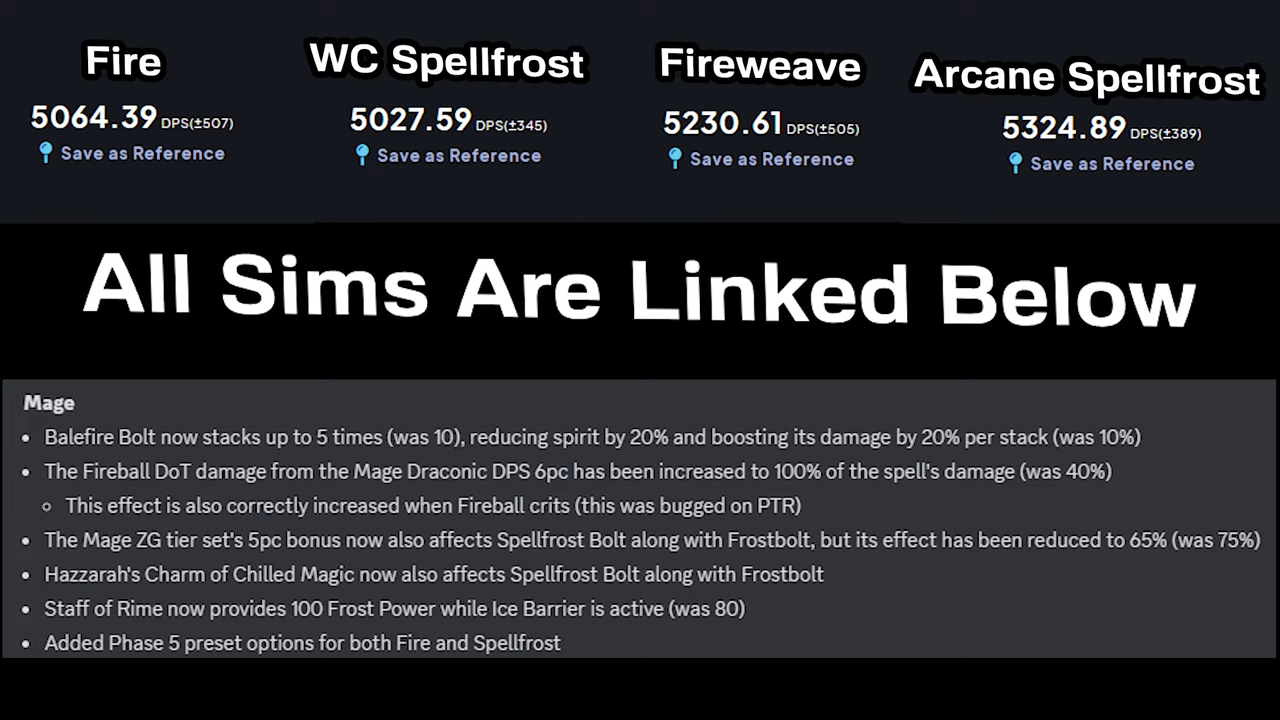 Fire
WC Spellfrost
Fireweave
Arcane Spellfrost
5064.39 DPS(±507)
5027.59 DPS(±345)
5230.61 DPS(±505)
5324.89 DPS(±389)
Save as Reference
Save as Reference
Save as Reference
Save as Reference
All Sims Are Linked Below
Mage
• Balefire Bolt now stacks up to 5 times (was 10), reducing spirit by 20% and boosting its damage by 20% per stack (was 10%)
• The Fireball DoT damage from the Mage Draconic DPS 6pc has been increased to 100% of the spell's damage (was 40%)
◦ This effect is also correctly increased when Fireball crits (this was bugged on PTR)
• The Mage ZG tier set's 5pc bonus now also affects Spellfrost Bolt along with Frostbolt, but its effect has been reduced to 65% (was 75%)
• Hazzarah's Charm of Chilled Magic now also affects Spellfrost Bolt along with Frostbolt
• Staff of Rime now provides 100 Frost Power while Ice Barrier is active (was 80)
• Added Phase 5 preset options for both Fire and Spellfrost